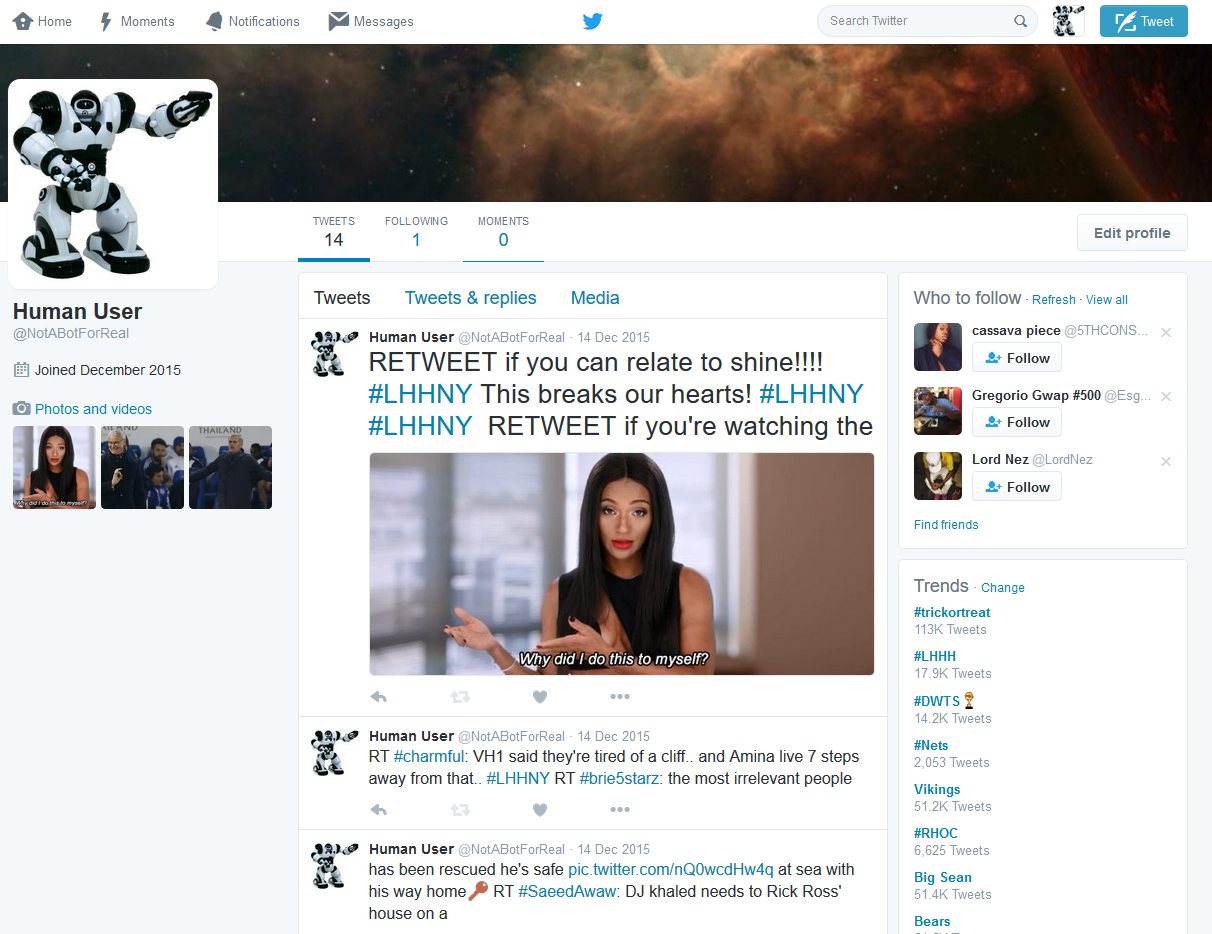 Home
Moments
Notifications
Messages
Search Twitter
Tweet
TWEETS
14
FOLLOWING
1
MOMENTS
0
Edit profile
Human User
@NotABotForReal
Joined December 2015
Photos and videos
Why did I do this to myself?
THAILAND
Tweets
Tweets & replies
Media
Human User @NotABotForReal · 14 Dec 2015
RETWEET if you can relate to shine!!!!
#LHHNY This breaks our hearts! #LHHNY
#LHHNY RETWEET if you're watching the
Why did I do this to myself?
Human User @NotABotForReal · 14 Dec 2015
RT #charmful: VH1 said they're tired of a cliff.. and Amina live 7 steps
away from that.. #LHHNY RT #brie5starz: the most irrelevant people
Human User @NotABotForReal · 14 Dec 2015
has been rescued he's safe pic.twitter.com/nQ0wcdHw4q at sea with
his way home🔑 RT #SaeedAwaw: DJ khaled needs to Rick Ross'
house on a
Who to follow · Refresh · View all
cassava piece @5THCONS...
Follow
Gregorio Gwap #500 @Esg...
Follow
Lord Nez @LordNez
Follow
Find friends
Trends · Change
#trickortreat
113K Tweets
#LHHH
17.9K Tweets
#DWTS
14.2K Tweets
#Nets
2,053 Tweets
Vikings
51.2K Tweets
#RHOC
6,625 Tweets
Big Sean
51.4K Tweets
Bears